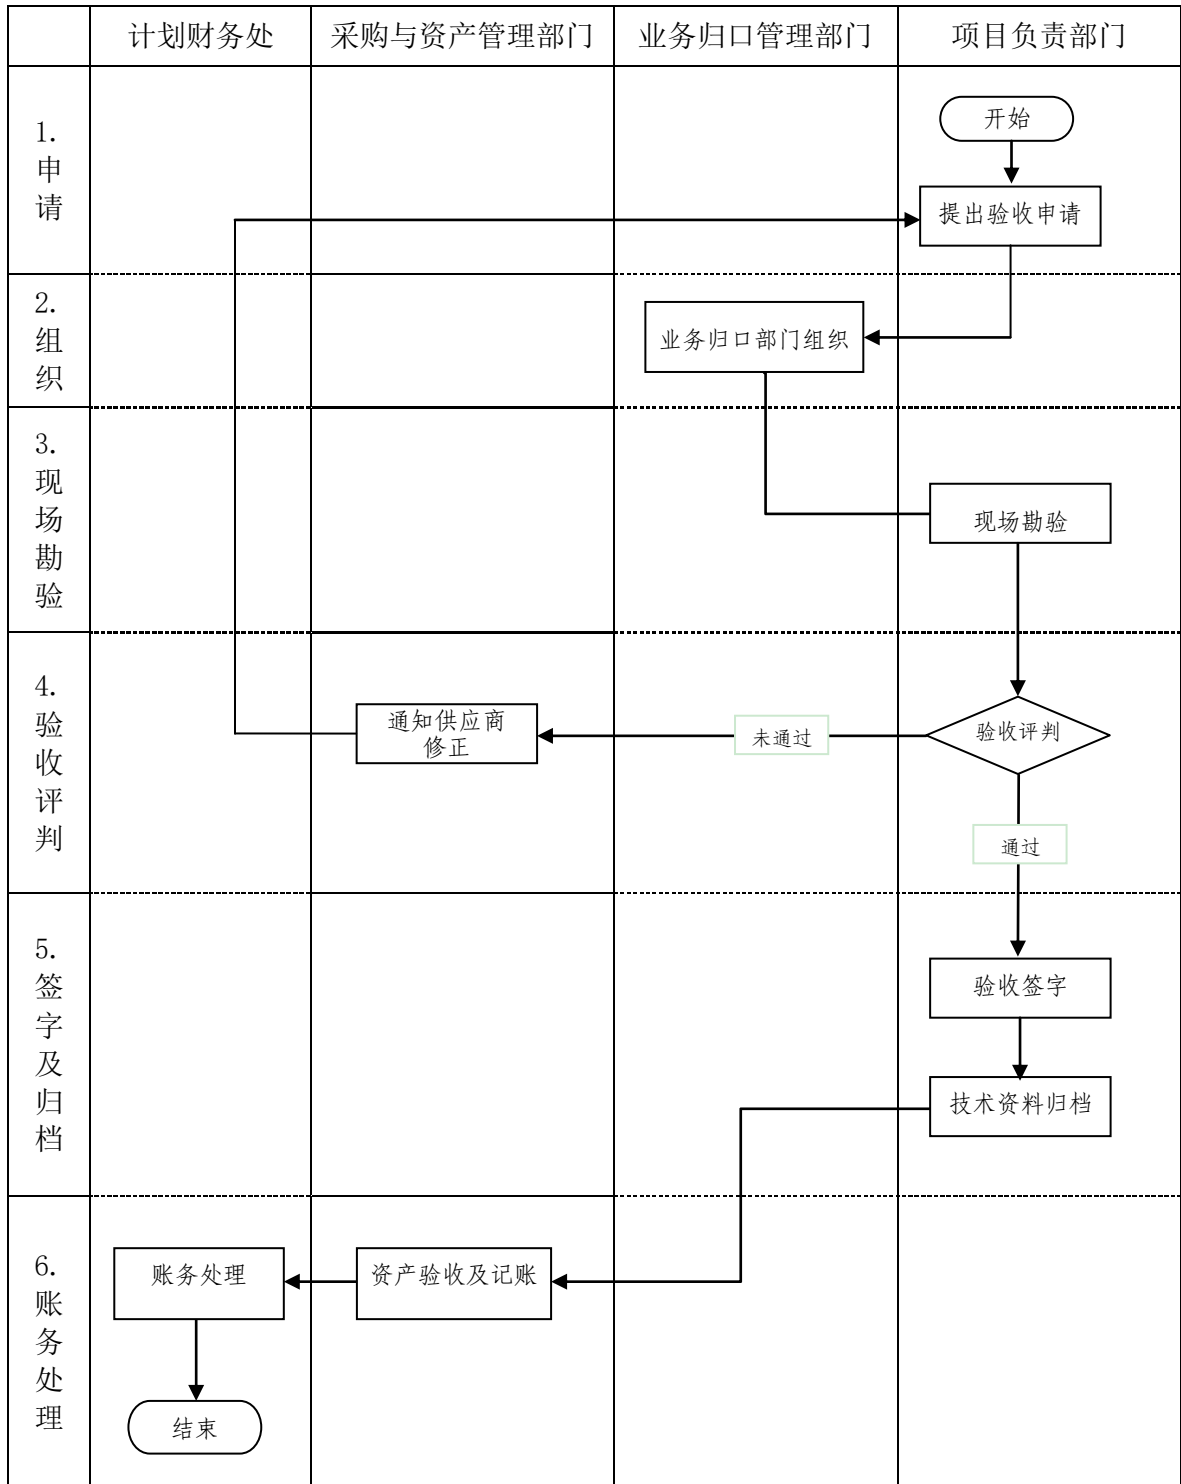 计划财务处
采购与资产管理部门
业务归口管理部门
项目负责部门
1.
申
请
开始
提出验收申请
2.
组
织
业务归口部门组织
3.
现
场
勘
验
现场勘验
4.
验
收
评
判
通知供应商
修正
未通过
验收评判
通过
5.
签
字
及
归
档
验收签字
技术资料归档
6.
账
务
处
理
账务处理
资产验收及记账
结束